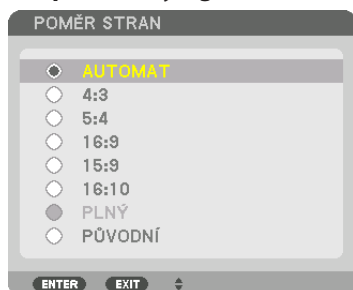 POMĚR STRAN
AUTOMAT
4:3
5:4
16:9
15:9
16:10
PLNÝ
PŮVODNÍ
ENTER EXIT